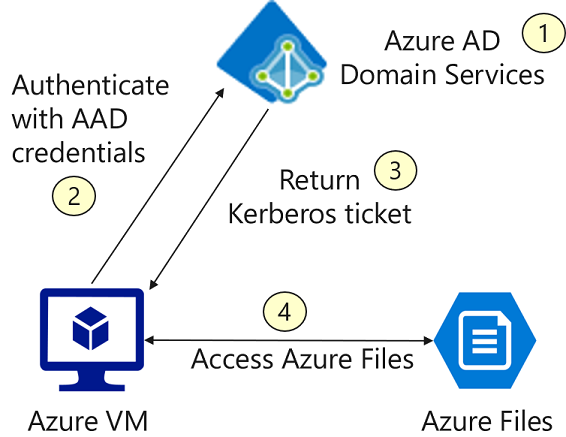 Azure AD
Domain Services
1
Authenticate
with AAD
credentials
2
Return
Kerberos ticket
3
4
Access Azure Files
Azure VM
Azure Files